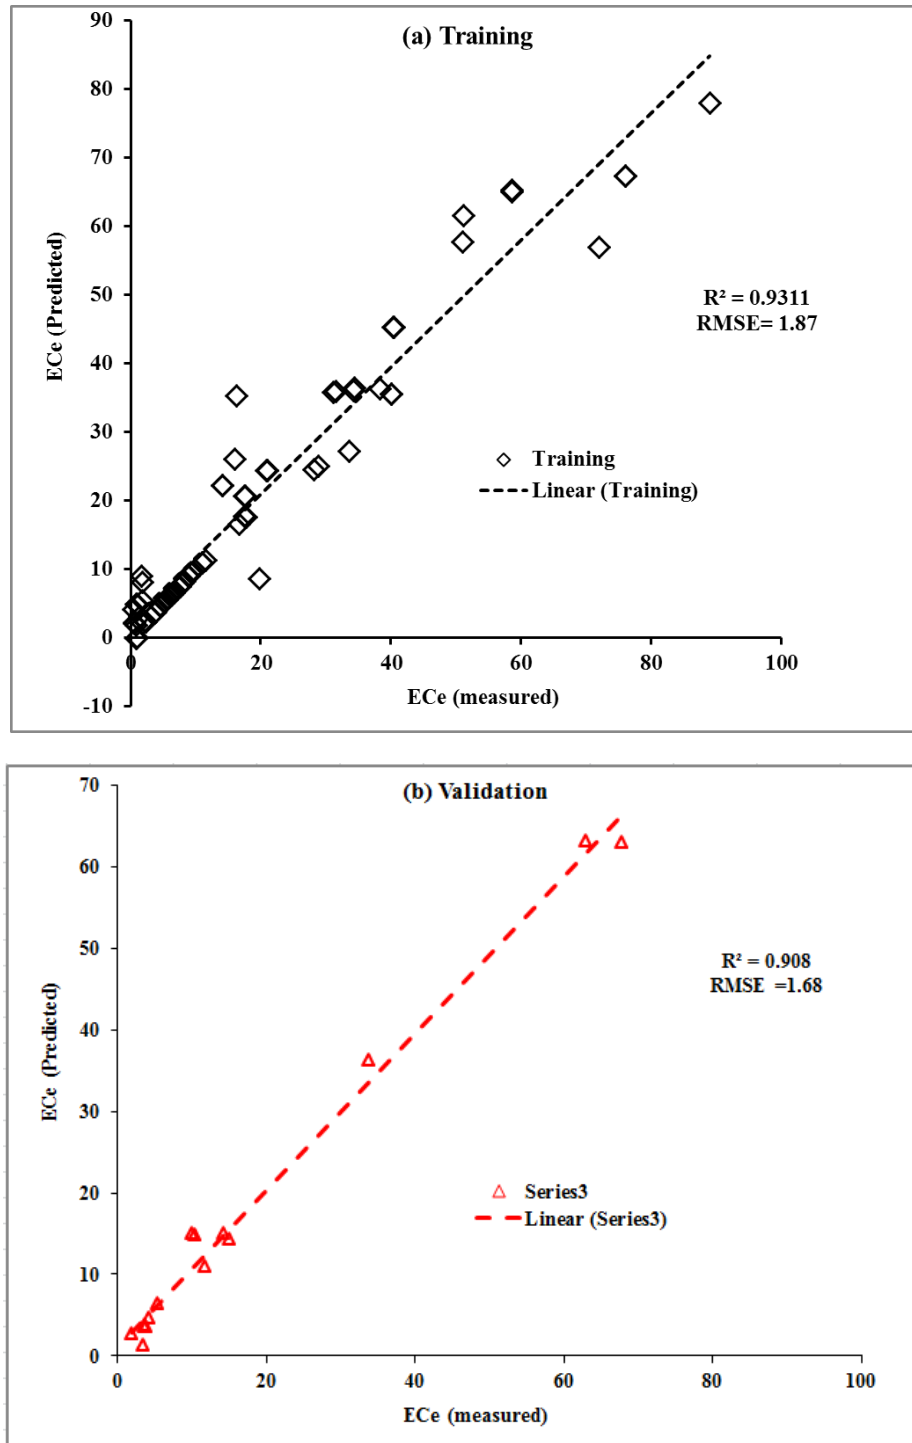 (a) Training
90
80
70
60
50
40
30
20
10
0
-10
0
20
40
60
80
100
ECe (Predicted)
ECe (measured)
R² = 0.9311
RMSE= 1.87
Training
Linear (Training)
(b) Validation
70
60
50
40
30
20
10
0
0
20
40
60
80
100
ECe (Predicted)
ECe (measured)
R² = 0.908
RMSE =1.68
Series3
Linear (Series3)